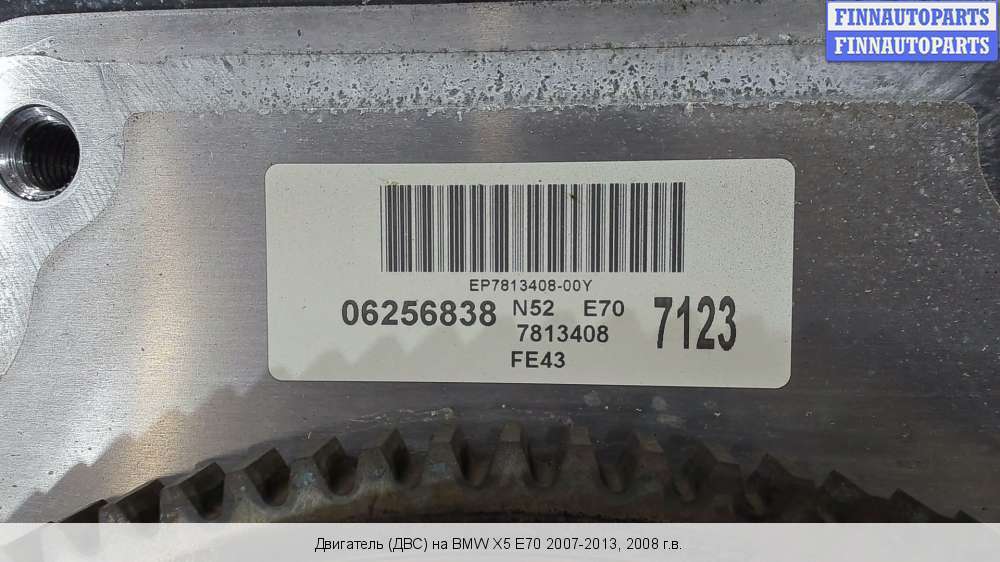 FINNAUTOPARTS
FINNAUTOPARTS
EP7813408-00Y
06256838 N52 E70 7123
7813408
FE43
Двигатель (ДВС) на BMW X5 E70 2007-2013, 2008 г.в.